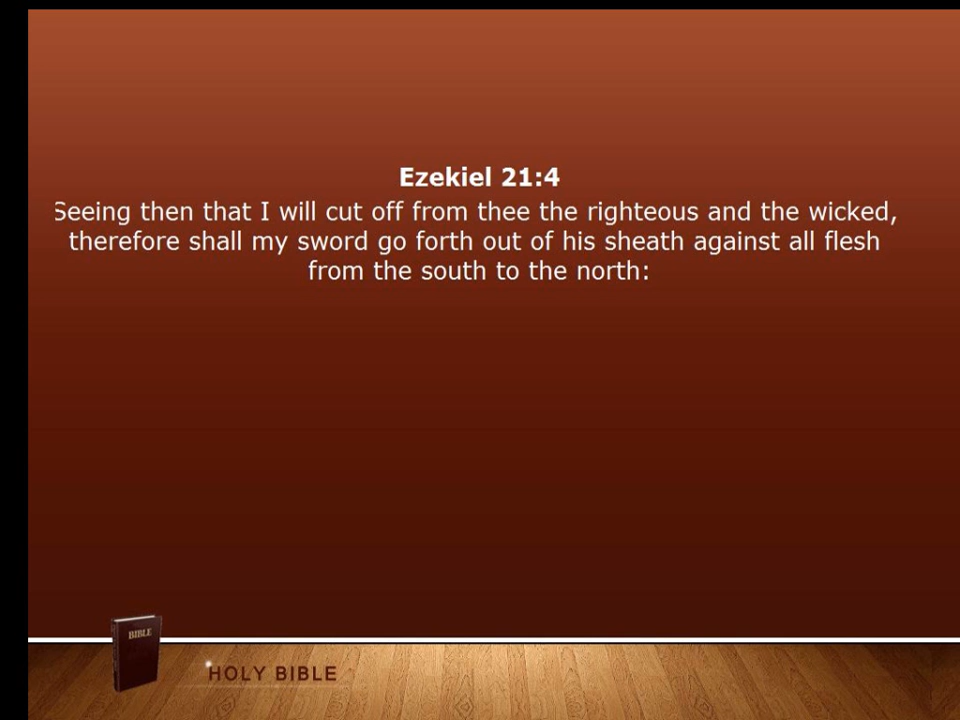 Ezekiel 21:4
Seeing then that I will cut off from thee the righteous and the wicked,
therefore shall my sword go forth out of his sheath against all flesh
from the south to the north:
BIBLE
HOLY BIBLE